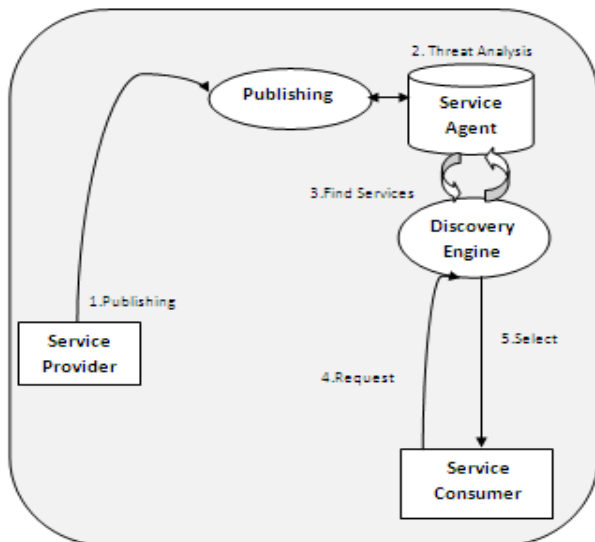 2. Threat Analysis
Publishing
Service
Agent
3.Find Services
Discovery
Engine
1.Publishing
Service
Provider
5.Select
4.Request
Service
Consumer